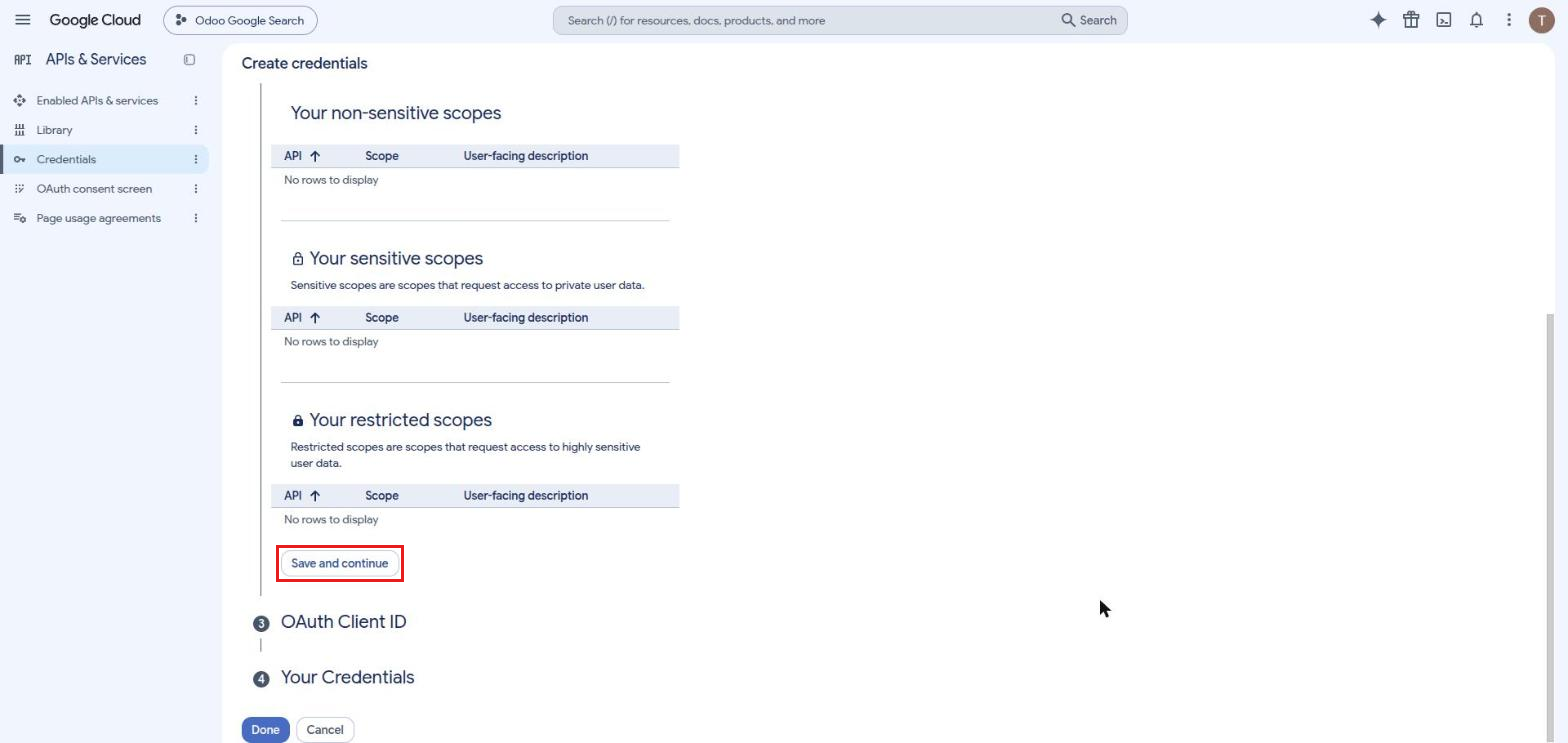 Google Cloud
Odoo Google Search
Search (/) for resources, docs, products, and more
Search
T
API APIs & Services
Enabled APIs & services
Library
Credentials
OAuth consent screen
Page usage agreements
Create credentials
Your non-sensitive scopes
API Scope User-facing description
No rows to display
Your sensitive scopes
Sensitive scopes are scopes that request access to private user data.
API Scope User-facing description
No rows to display
Your restricted scopes
Restricted scopes are scopes that request access to highly sensitive
user data.
API Scope User-facing description
No rows to display
Save and continue
3 OAuth Client ID
4 Your Credentials
Done Cancel